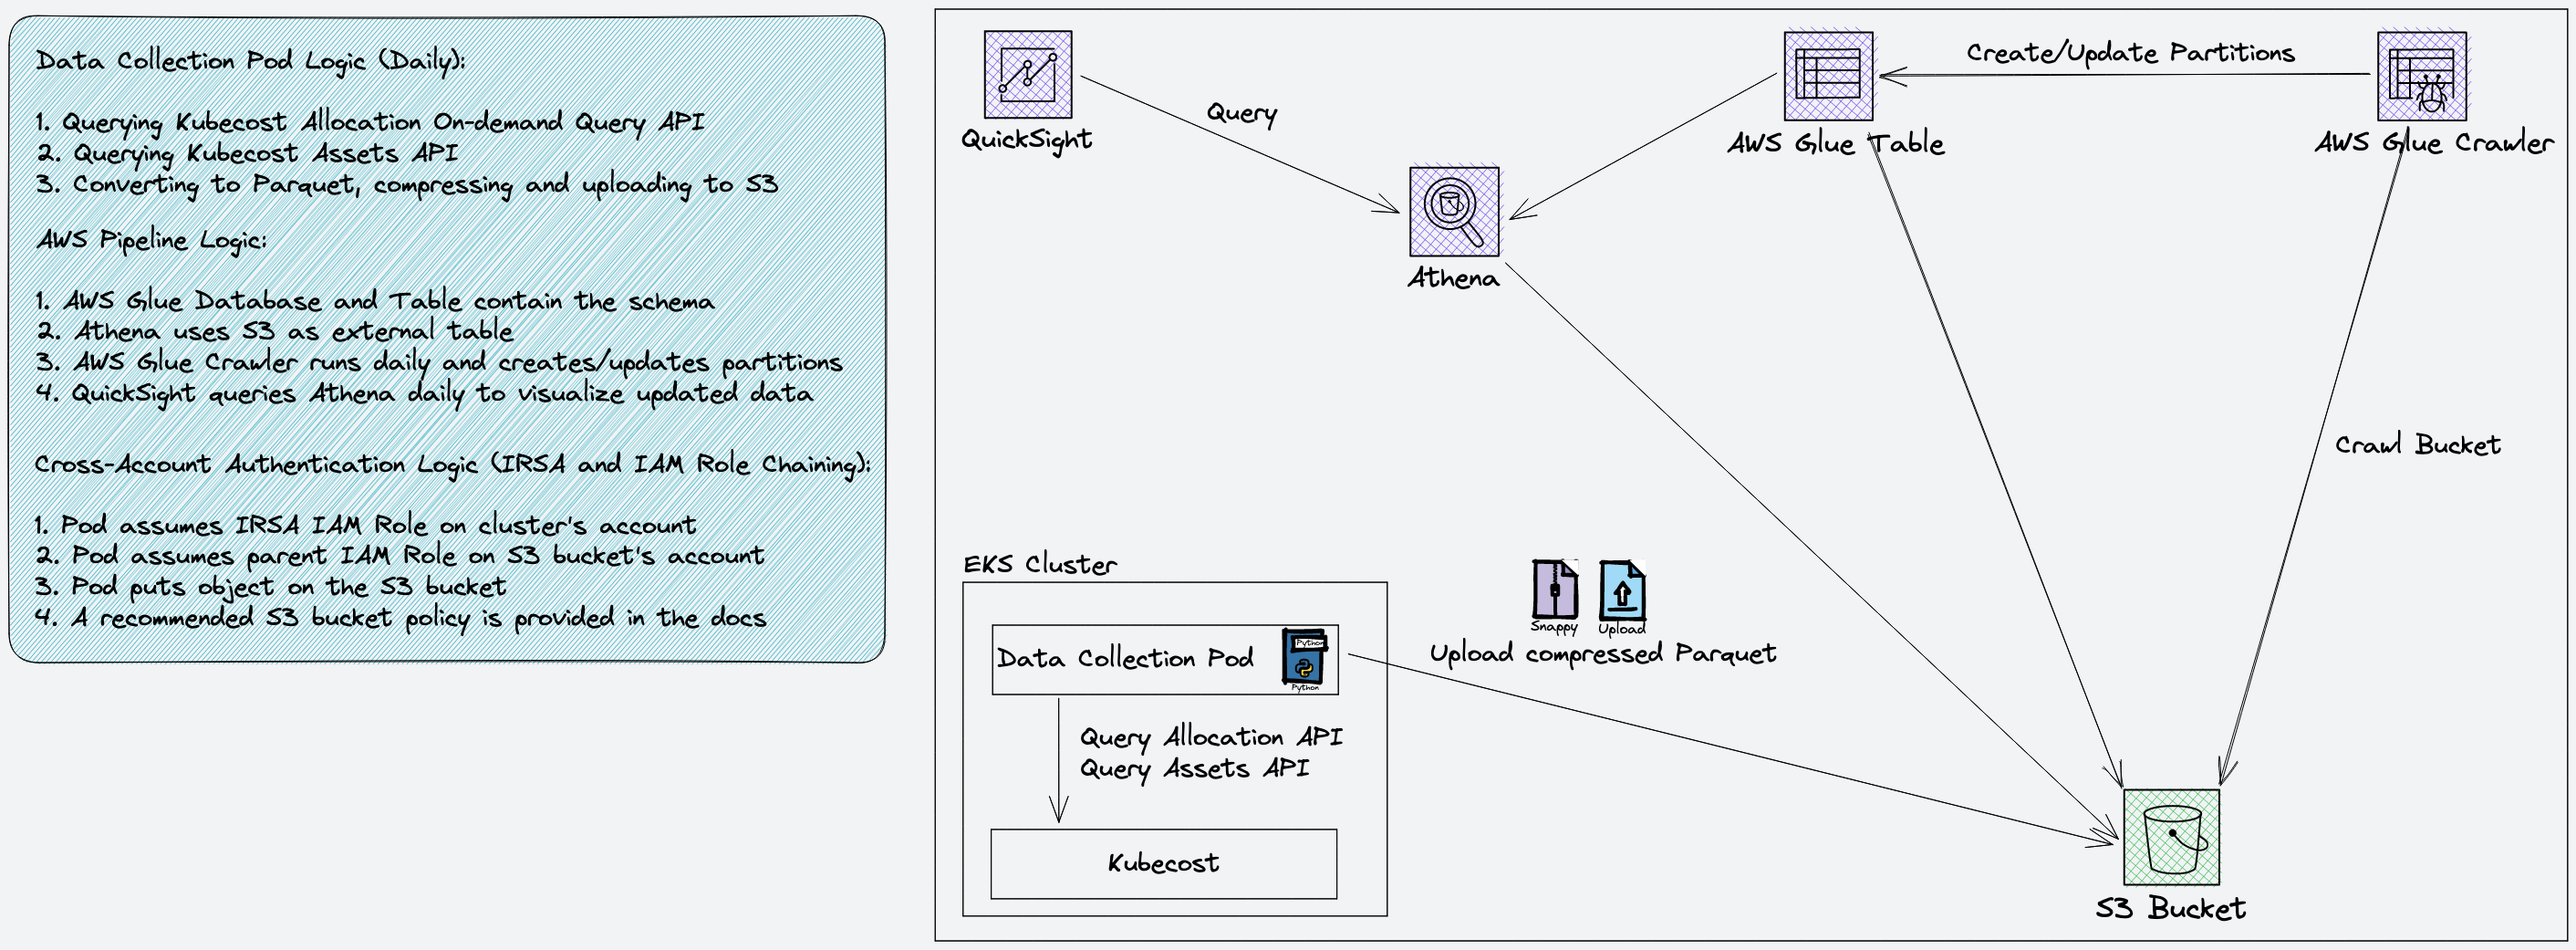 Data Collection Pod Logic (Daily):
1. Querying Kubecost Allocation On-demand Query API
2. Querying Kubecost Assets API
3. Converting to Parquet, compressing and uploading to S3
AWS Pipeline Logic:
1. AWS Glue Database and Table contain the schema
2. Athena uses S3 as external table
3. AWS Glue Crawler runs daily and creates/updates partitions
4. QuickSight queries Athena daily to visualize updated data
Cross-Account Authentication Logic (IRSA and IAM Role Chaining):
1. Pod assumes IRSA IAM Role on cluster's account
2. Pod assumes parent IAM Role on S3 bucket's account
3. Pod puts object on the S3 bucket
4. A recommended S3 bucket policy is provided in the docs
QuickSight
Query
Athena
AWS Glue Table
Create/Update Partitions
AWS Glue Crawler
Crawl Bucket
EKS Cluster
Data Collection Pod
Python
Python
Query Allocation API
Query Assets API
Kubecost
Snappy
Upload
Upload compressed Parquet
S3 Bucket